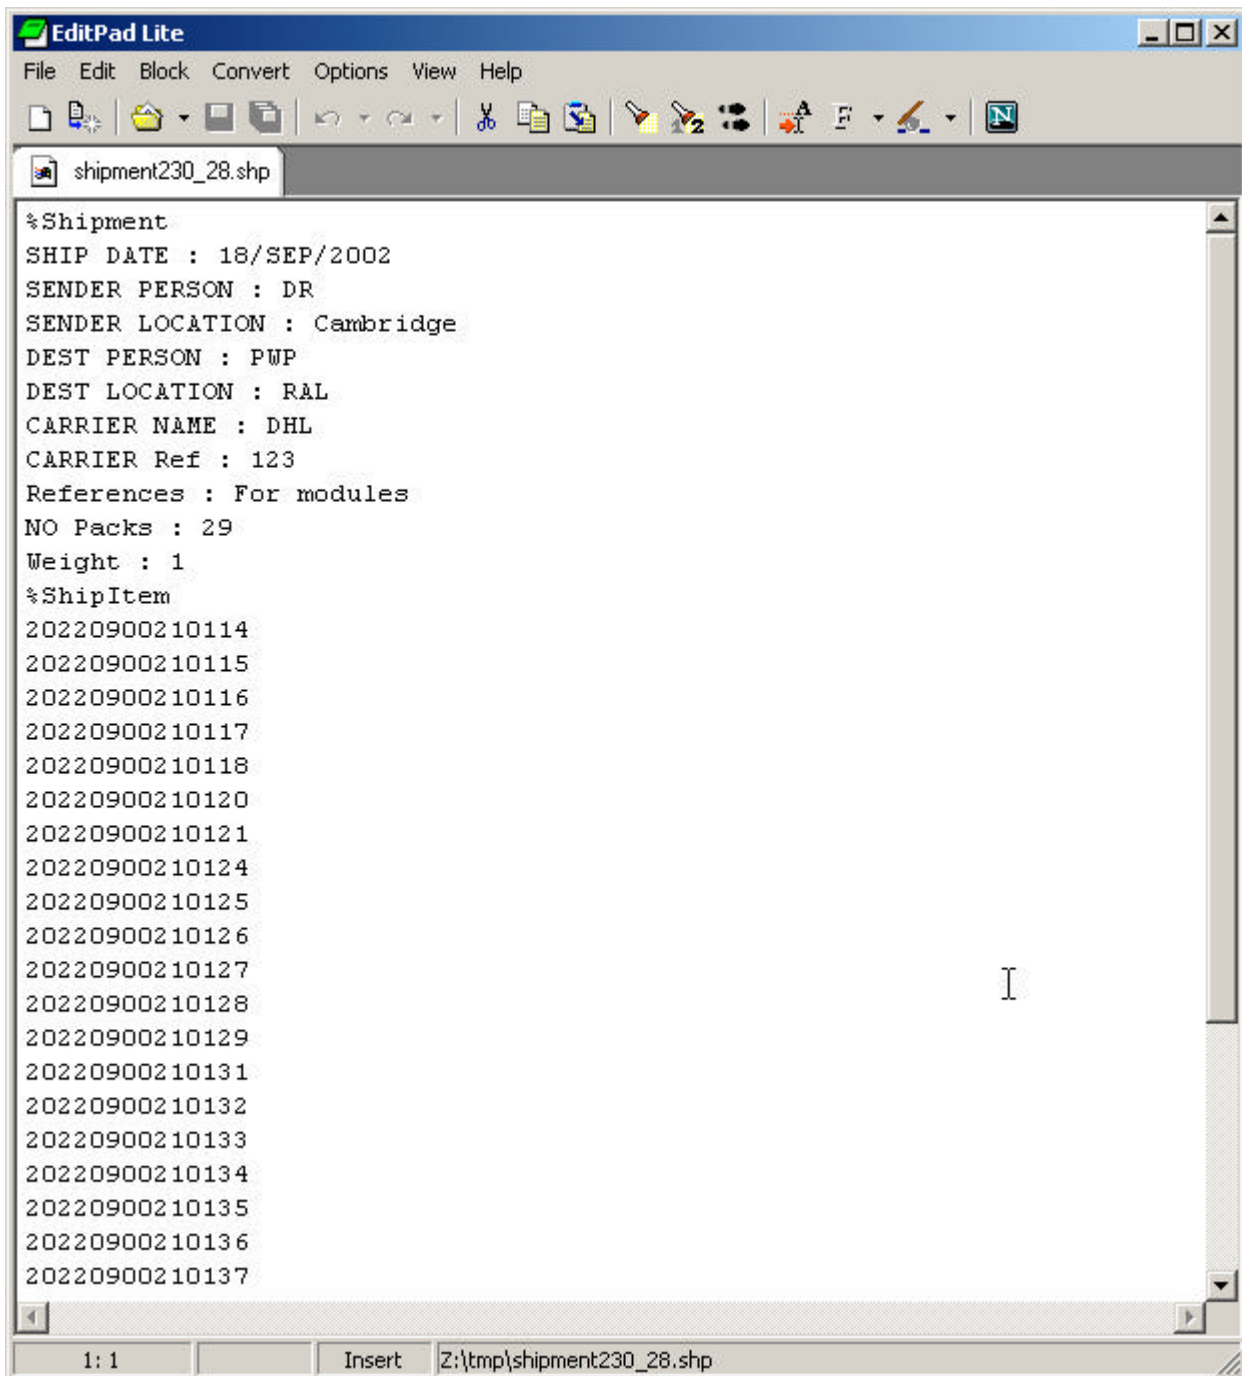 EditPad Lite
File Edit Block Convert Options View Help
shipment230_28.shp
%Shipment
SHIP DATE : 18/SEP/2002
SENDER PERSON : DR
SENDER LOCATION : Cambridge
DEST PERSON : PWP
DEST LOCATION : RAL
CARRIER NAME : DHL
CARRIER Ref : 123
References : For modules
NO Packs : 29
Weight : 1
%ShipItem
20220900210114
20220900210115
20220900210116
20220900210117
20220900210118
20220900210120
20220900210121
20220900210124
20220900210125
20220900210126
20220900210127
20220900210128
20220900210129
20220900210131
20220900210132
20220900210133
20220900210134
20220900210135
20220900210136
20220900210137
1: 1 Insert Z:\tmp\shipment230_28.shp